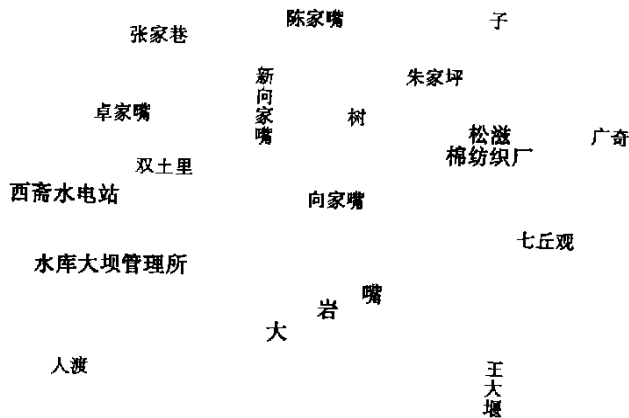 陈家嘴
子
张家巷
新向家嘴
朱家坪
卓家嘴
树
松滋
棉纺织厂
广奇
双土里
西斋水电站
向家嘴
七丘观
水库大坝管理所
大岩嘴
人渡
王大堰